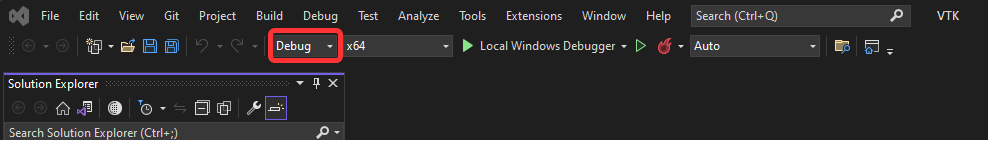 File Edit View Git Project Build Debug Test Analyze Tools Extensions Window Help Search (Ctrl+Q) VTK
Debug x64 Local Windows Debugger Auto
Solution Explorer
Search Solution Explorer (Ctrl+;)